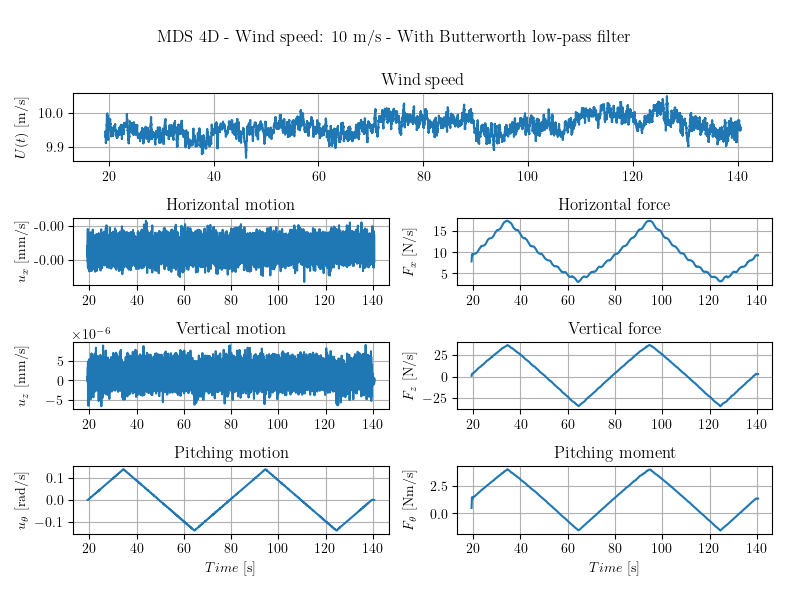 MDS 4D - Wind speed: 10 m/s - With Butterworth low-pass filter
Wind speed
U(t) [m/s]
10.0
9.9
20 40 60 80 100 120 140
Horizontal motion
u_x [mm/s]
-0.00
-0.00
20 40 60 80 100 120 140
Horizontal force
F_x [N/s]
15
10
5
20 40 60 80 100 120 140
Vertical motion
×10⁻⁶
u_z [mm/s]
5
0
−5
20 40 60 80 100 120 140
Vertical force
F_z [N/s]
25
0
−25
20 40 60 80 100 120 140
Pitching motion
u_θ [rad/s]
0.1
0.0
−0.1
20 40 60 80 100 120 140
Time [s]
Pitching moment
F_θ [Nm/s]
2.5
0.0
20 40 60 80 100 120 140
Time [s]